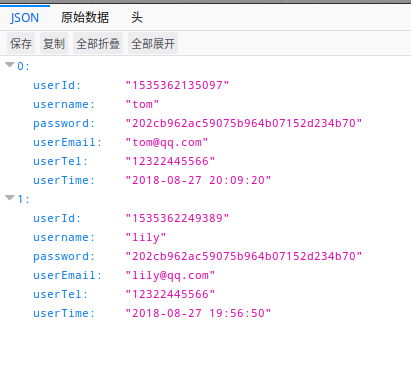 JSON 原始数据 头
保存 复制 全部折叠 全部展开
0:
userId: "1535362135097"
username: "tom"
password: "202cb962ac59075b964b07152d234b70"
userEmail: "tom@qq.com"
userTel: "12322445566"
userTime: "2018-08-27 20:09:20"
1:
userId: "1535362249389"
username: "lily"
password: "202cb962ac59075b964b07152d234b70"
userEmail: "lily@qq.com"
userTel: "12322445566"
userTime: "2018-08-27 19:56:50"